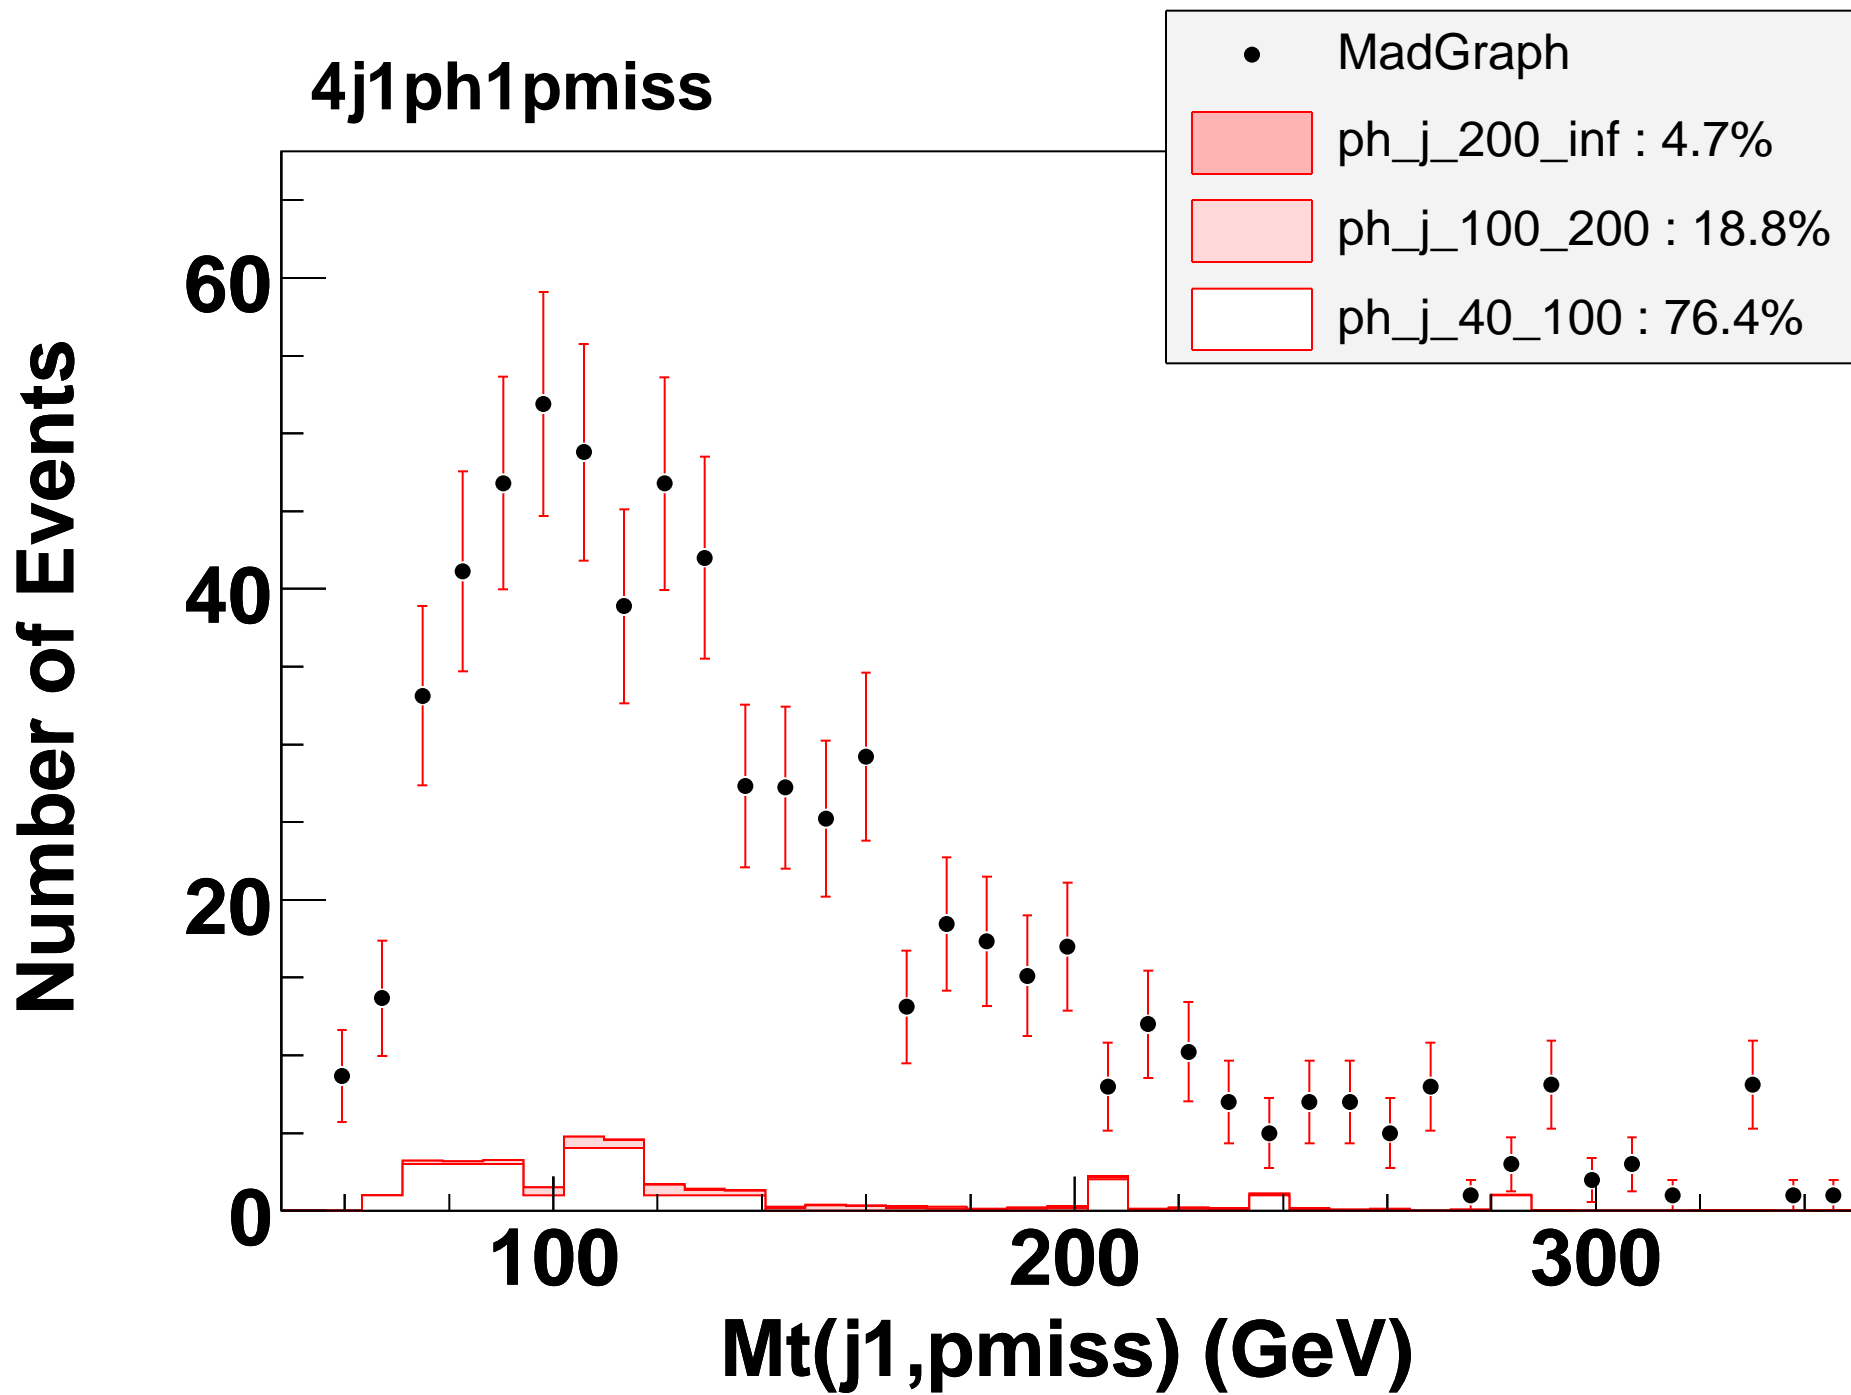 4j1ph1pmiss
MadGraph
ph_j_200_inf : 4.7%
ph_j_100_200 : 18.8%
ph_j_40_100 : 76.4%
Number of Events
60
40
20
0
100 200 300
Mt(j1,pmiss) (GeV)